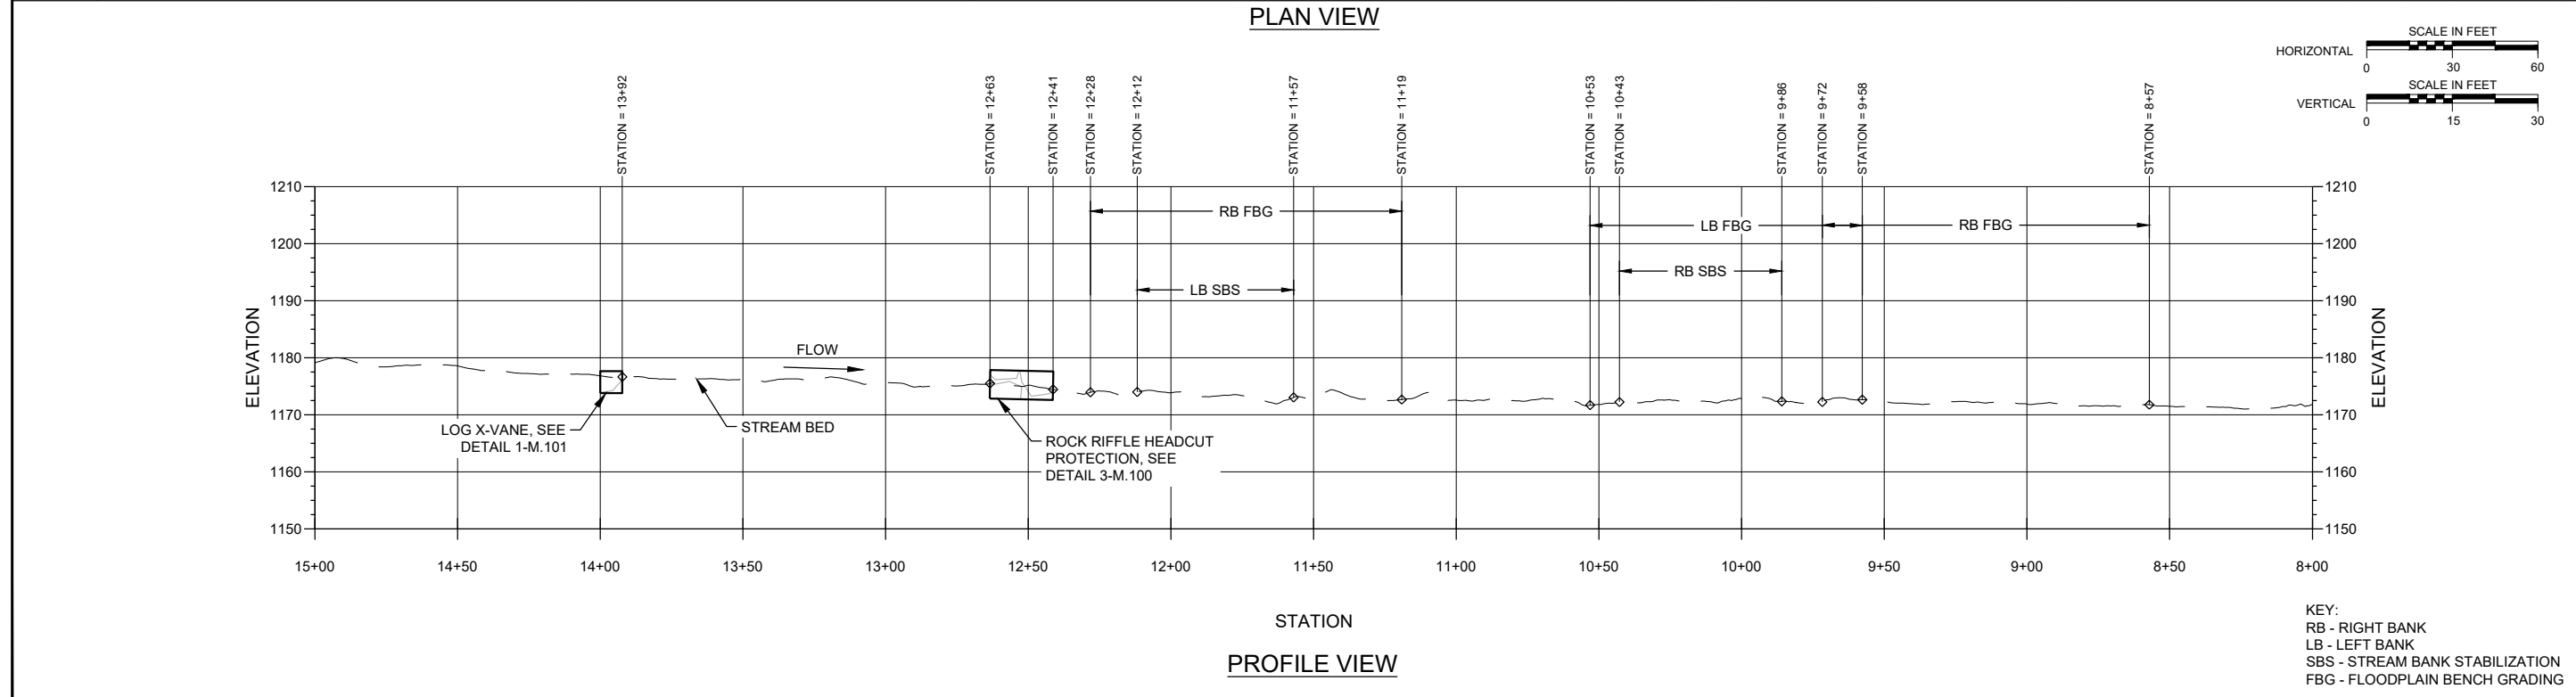 PLAN VIEW
SCALE IN FEET
HORIZONTAL
0 30 60
SCALE IN FEET
VERTICAL
0 15 30
STATION = 13+92
STATION = 12+63
STATION = 12+41
STATION = 12+28
STATION = 12+12
STATION = 11+57
STATION = 11+19
STATION = 10+53
STATION = 10+43
STATION = 9+86
STATION = 9+72
STATION = 9+58
STATION = 8+57
1210 1210
RB FBG
LB FBG
RB FBG
1200 1200
RB SBS
LB SBS
1190 1190
ELEVATION
ELEVATION
FLOW
1180 1180
1170 1170
LOG X-VANE, SEE
DETAIL 1-M.101
STREAM BED
ROCK RIFFLE HEADCUT
PROTECTION, SEE
DETAIL 3-M.100
1160 1160
1150 1150
15+00 14+50 14+00 13+50 13+00 12+50 12+00 11+50 11+00 10+50 10+00 9+50 9+00 8+50 8+00
STATION
PROFILE VIEW
KEY:
RB - RIGHT BANK
LB - LEFT BANK
SBS - STREAM BANK STABILIZATION
FBG - FLOODPLAIN BENCH GRADING